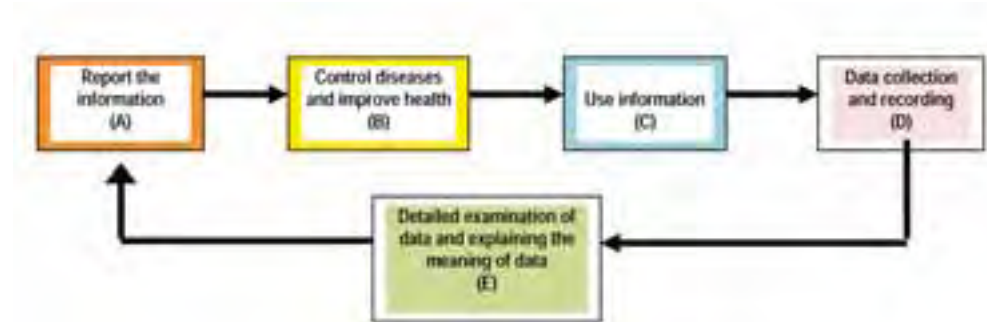 Report the
information
(A)
Control diseases
and improve health
(B)
Use information
(C)
Data collection
and recording
(D)
Detailed examination of
data and explaining the
meaning of data
(E)